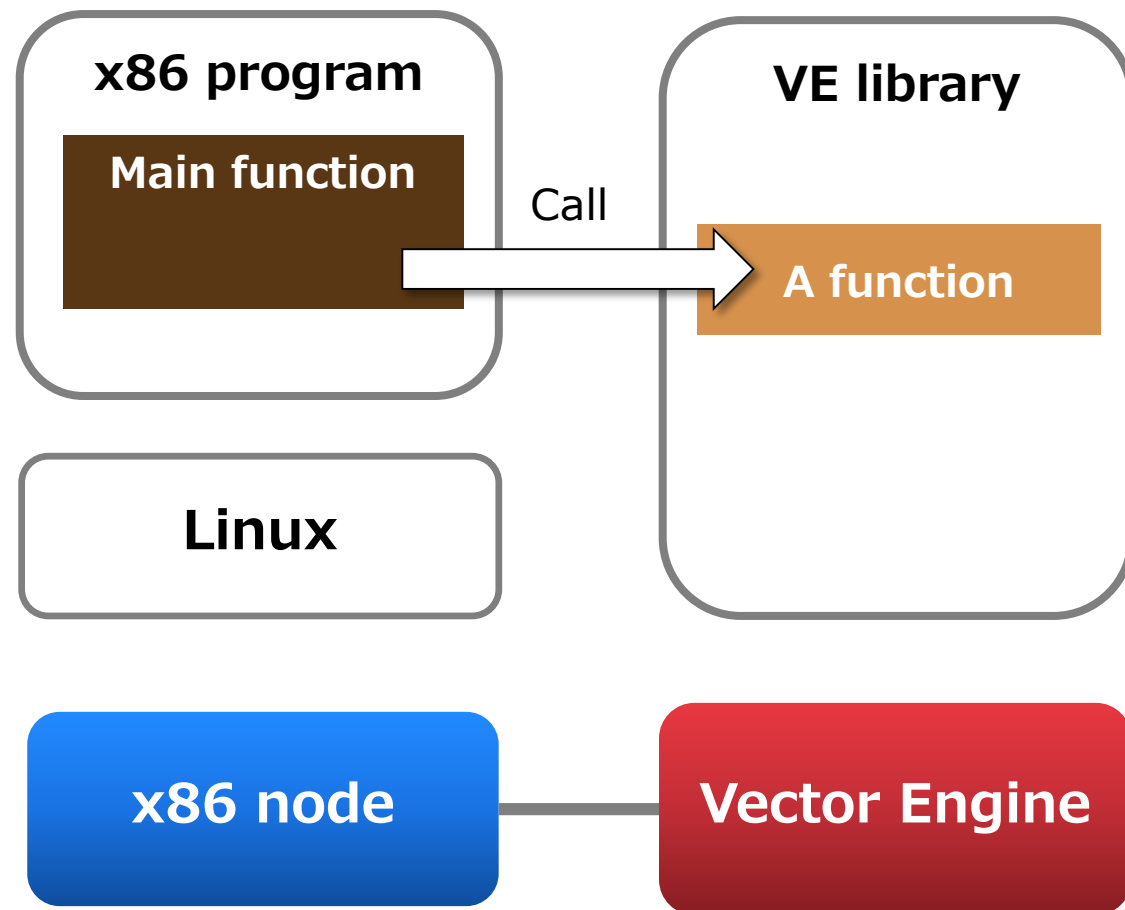 x86 program
Main function
Call
VE library
A function
Linux
x86 node
Vector Engine